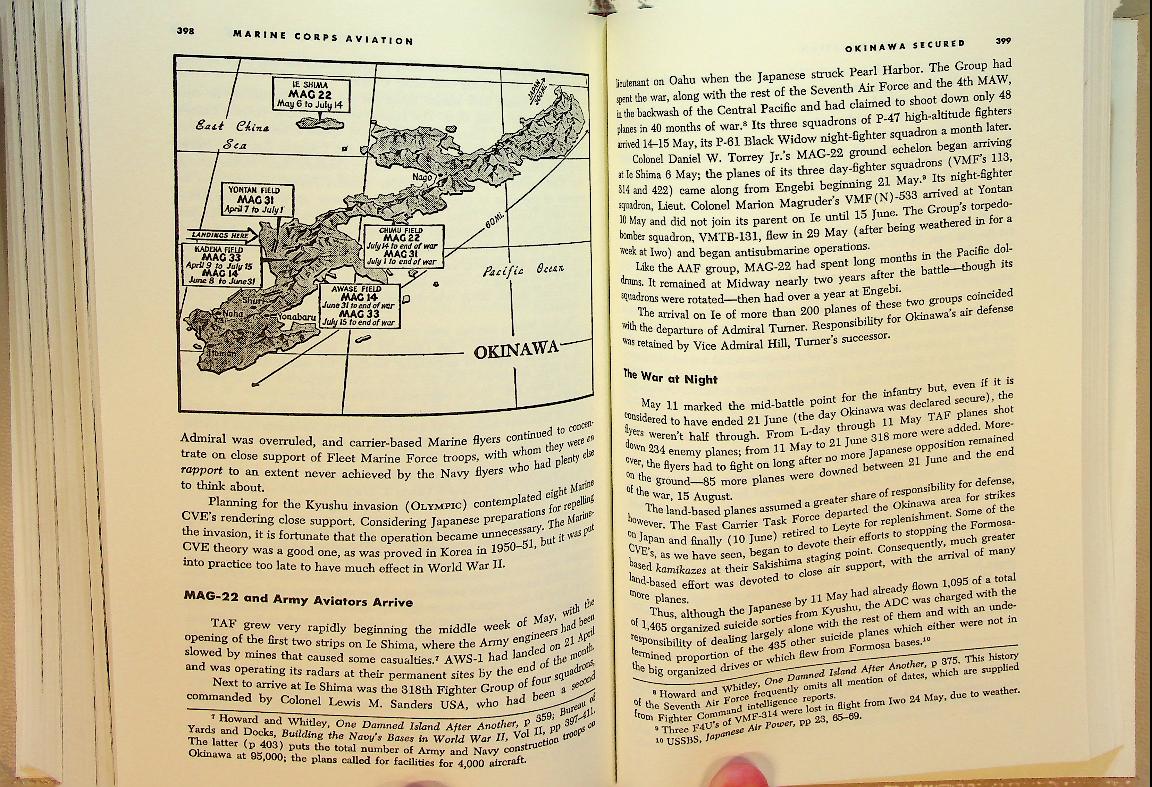 398 MARINE CORPS AVIATION
IE SHIMA
MAG 22
May 6 to July 14
East China
Sea
JAPAN
Nago
YONTAN FIELD
MAG 31
April 7 to July 1
LANDINGS HERE
KADENA FIELD
MAG 33
April 9 to July 15
MAG 14
June 8 to June 31
CHIMU FIELD
MAG 22
July 14 to end of war
MAG 31
July 1 to end of war
60 MI.
Pacific Ocean
AWASE FIELD
MAG 14
June 31 to end of war
MAG 33
July 15 to end of war
Shuri
Naha
Yonabaru
Itoman
OKINAWA
Admiral was overruled, and carrier-based Marine flyers continued to concen-
trate on close support of Fleet Marine Force troops, with whom they were en
rapport to an extent never achieved by the Navy flyers who had plenty else
to think about.
Planning for the Kyushu invasion (OLYMPIC) contemplated eight Marine
CVE's rendering close support. Considering Japanese preparations for repelling
the invasion, it is fortunate that the operation became unnecessary. The Marine-
CVE theory was a good one, as was proved in Korea in 1950–51, but it was put
into practice too late to have much effect in World War II.
MAG-22 and Army Aviators Arrive
TAF grew very rapidly beginning the middle week of May, with the
opening of the first two strips on Ie Shima, where the Army engineers had been
slowed by mines that caused some casualties.⁷ AWS-1 had landed on 21 April
and was operating its radars at their permanent sites by the end of the month.
Next to arrive at Ie Shima was the 318th Fighter Group of four squadrons,
commanded by Colonel Lewis M. Sanders USA, who had been a second
⁷ Howard and Whitley, One Damned Island After Another, p 359; Bureau of
Yards and Docks, Building the Navy's Bases in World War II, Vol II, pp 397–411.
The latter (p 403) puts the total number of Army and Navy construction troops on
Okinawa at 95,000; the plans called for facilities for 4,000 aircraft.
OKINAWA SECURED 399
lieutenant on Oahu when the Japanese struck Pearl Harbor. The Group had
spent the war, along with the rest of the Seventh Air Force and the 4th MAW,
in the backwash of the Central Pacific and had claimed to shoot down only 48
planes in 40 months of war.⁸ Its three squadrons of P-47 high-altitude fighters
arrived 14–15 May, its P-61 Black Widow night-fighter squadron a month later.
Colonel Daniel W. Torrey Jr.'s MAG-22 ground echelon began arriving
at Ie Shima 6 May; the planes of its three day-fighter squadrons (VMF's 113,
314 and 422) came along from Engebi beginning 21 May.⁹ Its night-fighter
squadron, Lieut. Colonel Marion Magruder's VMF(N)-533 arrived at Yontan
10 May and did not join its parent on Ie until 15 June. The Group's torpedo-
bomber squadron, VMTB-131, flew in 29 May (after being weathered in for a
week at Iwo) and began antisubmarine operations.
Like the AAF group, MAG-22 had spent long months in the Pacific dol-
drums. It remained at Midway nearly two years after the battle—though its
squadrons were rotated—then had over a year at Engebi.
The arrival on Ie of more than 200 planes of these two groups coincided
with the departure of Admiral Turner. Responsibility for Okinawa's air defense
was retained by Vice Admiral Hill, Turner's successor.
The War at Night
May 11 marked the mid-battle point for the infantry but, even if it is
considered to have ended 21 June (the day Okinawa was declared secure), the
flyers weren't half through. From L-day through 11 May TAF planes shot
down 234 enemy planes; from 11 May to 21 June 318 more were added. More-
over, the flyers had to fight on long after no more Japanese opposition remained
on the ground—85 more planes were downed between 21 June and the end
of the war, 15 August.
The land-based planes assumed a greater share of responsibility for defense,
however. The Fast Carrier Task Force departed the Okinawa area for strikes
on Japan and finally (10 June) retired to Leyte for replenishment. Some of the
CVE's, as we have seen, began to devote their efforts to stopping the Formosa-
based kamikazes at their Sakishima staging point. Consequently, much greater
land-based effort was devoted to close air support, with the arrival of many
more planes.
Thus, although the Japanese by 11 May had already flown 1,095 of a total
of 1,465 organized suicide sorties from Kyushu, the ADC was charged with the
responsibility of dealing largely alone with the rest of them and with an unde-
termined proportion of the 435 other suicide planes which either were not in
the big organized drives or which flew from Formosa bases.¹⁰
⁸ Howard and Whitley, One Damned Island After Another, p 375. This history
of the Seventh Air Force frequently omits all mention of dates, which are supplied
from Fighter Command intelligence reports.
⁹ Three F4U's of VMF-314 were lost in flight from Iwo 24 May, due to weather.
¹⁰ USSBS, Japanese Air Power, pp 23, 65–69.